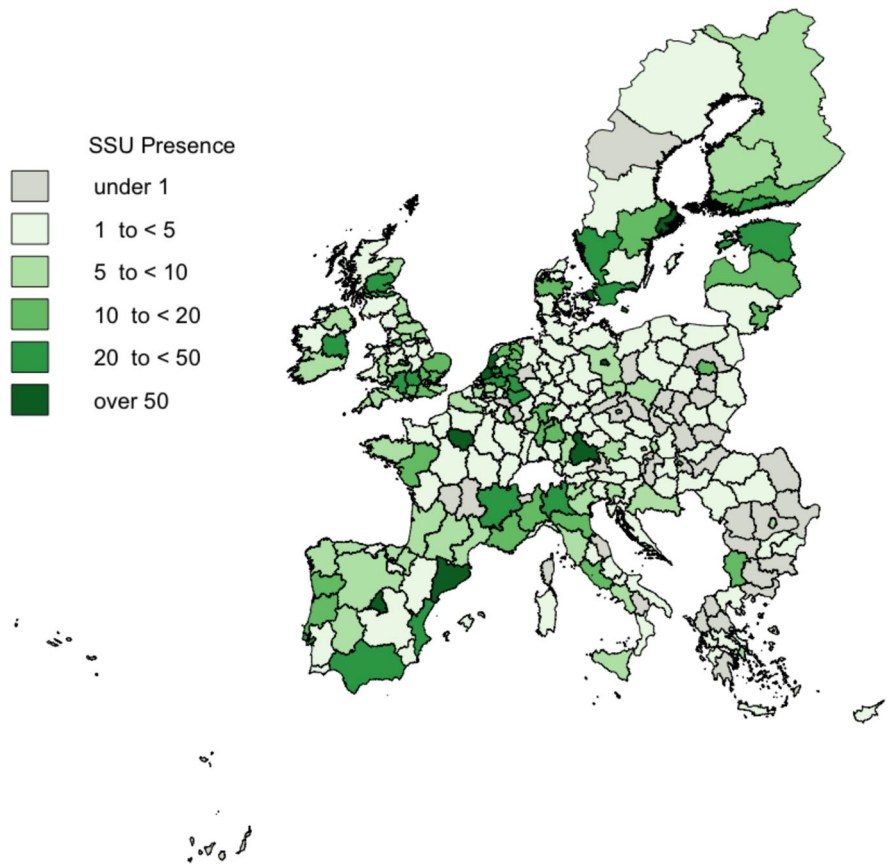 SSU Presence
under 1
1 to < 5
5 to < 10
10 to < 20
20 to < 50
over 50